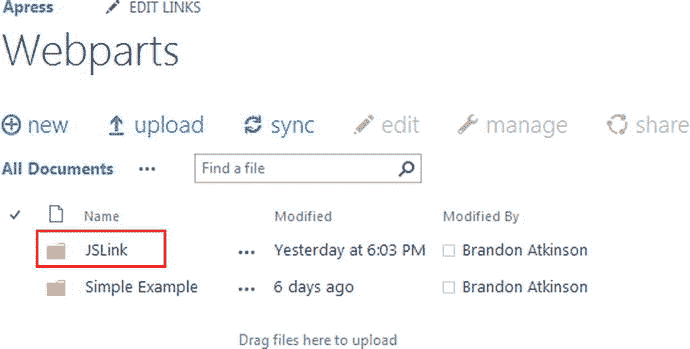 Apress EDIT LINKS
Webparts
new upload sync edit manage share
All Documents ... Find a file
Name Modified Modified By
JSLink ... Yesterday at 6:03 PM Brandon Atkinson
Simple Example ... 6 days ago Brandon Atkinson
Drag files here to upload